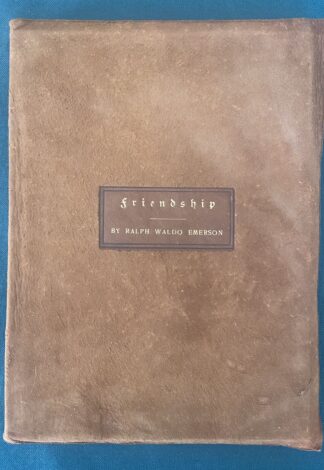 Friendship
BY RALPH WALDO EMERSON